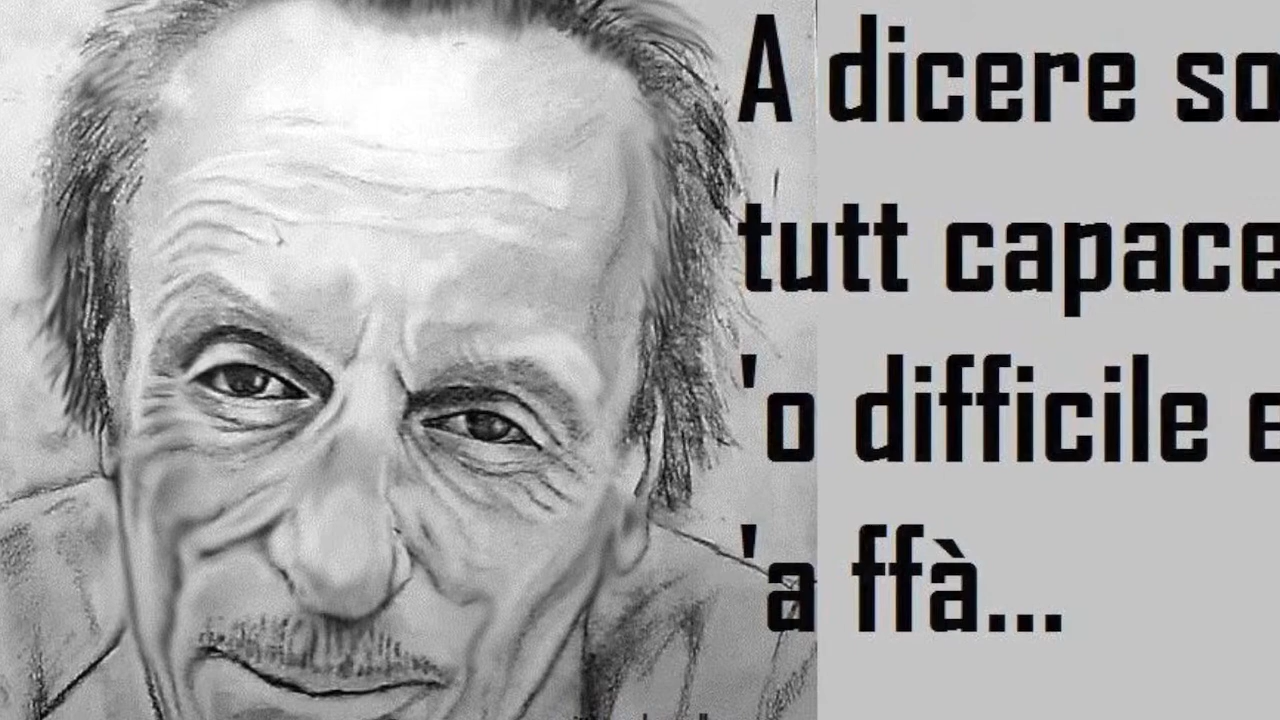 A dicere so
tutt capace
'o difficile e
'a ffà...